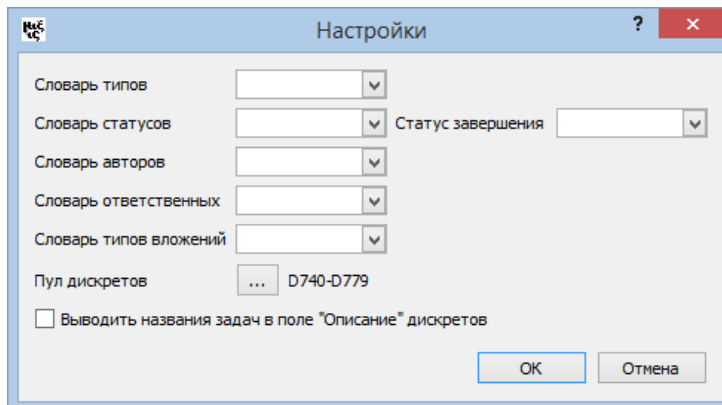 Настройки
?
Словарь типов
Словарь статусов Статус завершения
Словарь авторов
Словарь ответственных
Словарь типов вложений
Пул дискретов ... D740-D779
Выводить названия задач в поле "Описание" дискретов
ОК Отмена